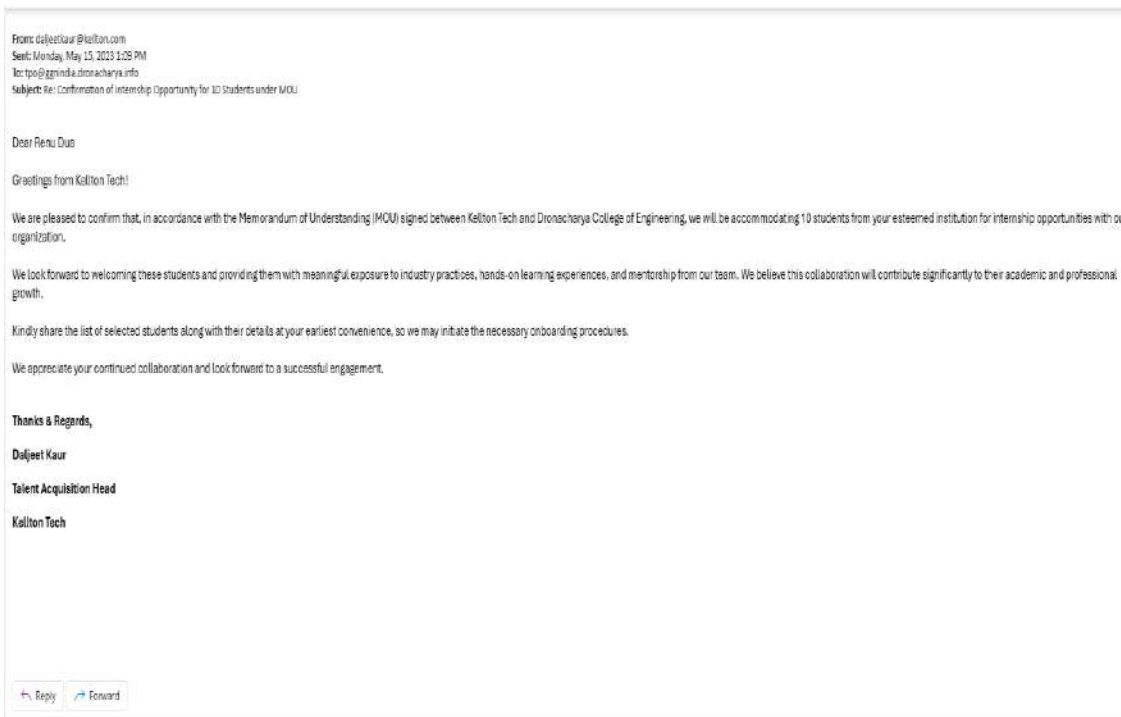 From: daljeetkaur@kellton.com
Sent: Monday, May 15, 2023 1:09 PM
To: tpo@ggnindia.dronacharya.info
Subject: Re: Confirmation of Internship Opportunity for 10 Students under MOU
Dear Renu Dua
Greetings from Kellton Tech!
We are pleased to confirm that, in accordance with the Memorandum of Understanding (MOU) signed between Kellton Tech and Dronacharya College of Engineering, we will be accommodating 10 students from your esteemed institution for internship opportunities with ou
organization.
We look forward to welcoming these students and providing them with meaningful exposure to industry practices, hands-on learning experiences, and mentorship from our team. We believe this collaboration will contribute significantly to their academic and professional
growth.
Kindly share the list of selected students along with their details at your earliest convenience, so we may initiate the necessary onboarding procedures.
We appreciate your continued collaboration and look forward to a successful engagement.
Thanks & Regards,
Daljeet Kaur
Talent Acquisition Head
Kellton Tech
Reply Forward